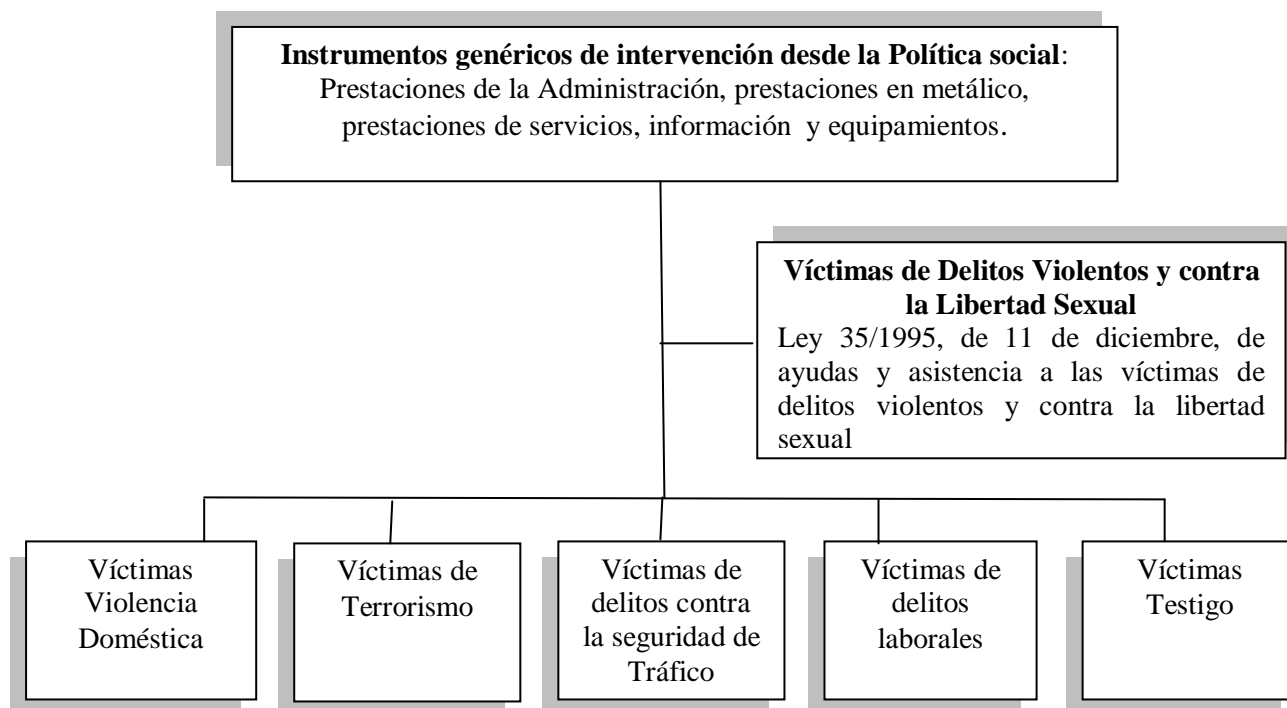 Instrumentos genéricos de intervención desde la Política social:
Prestaciones de la Administración, prestaciones en metálico,
prestaciones de servicios, información y equipamientos.
Víctimas de Delitos Violentos y contra
la Libertad Sexual
Ley 35/1995, de 11 de diciembre, de
ayudas y asistencia a las víctimas de
delitos violentos y contra la libertad
sexual
Víctimas
Violencia
Doméstica
Víctimas de
Terrorismo
Víctimas de
delitos contra
la seguridad de
Tráfico
Víctimas de
delitos
laborales
Víctimas
Testigo